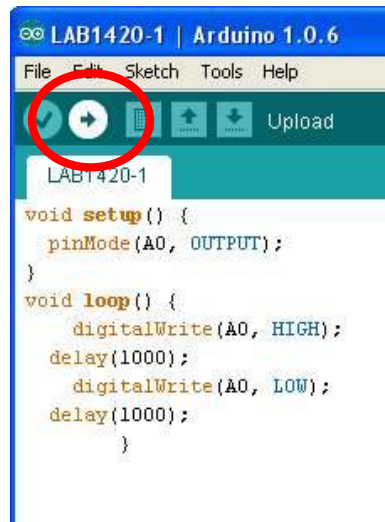 LAB1420-1 | Arduino 1.0.6
File Edit Sketch Tools Help
Upload
LAB1420-1
void setup() {
  pinMode(A0, OUTPUT);
}
void loop() {
    digitalWrite(A0, HIGH);
  delay(1000);
    digitalWrite(A0, LOW);
  delay(1000);
        }